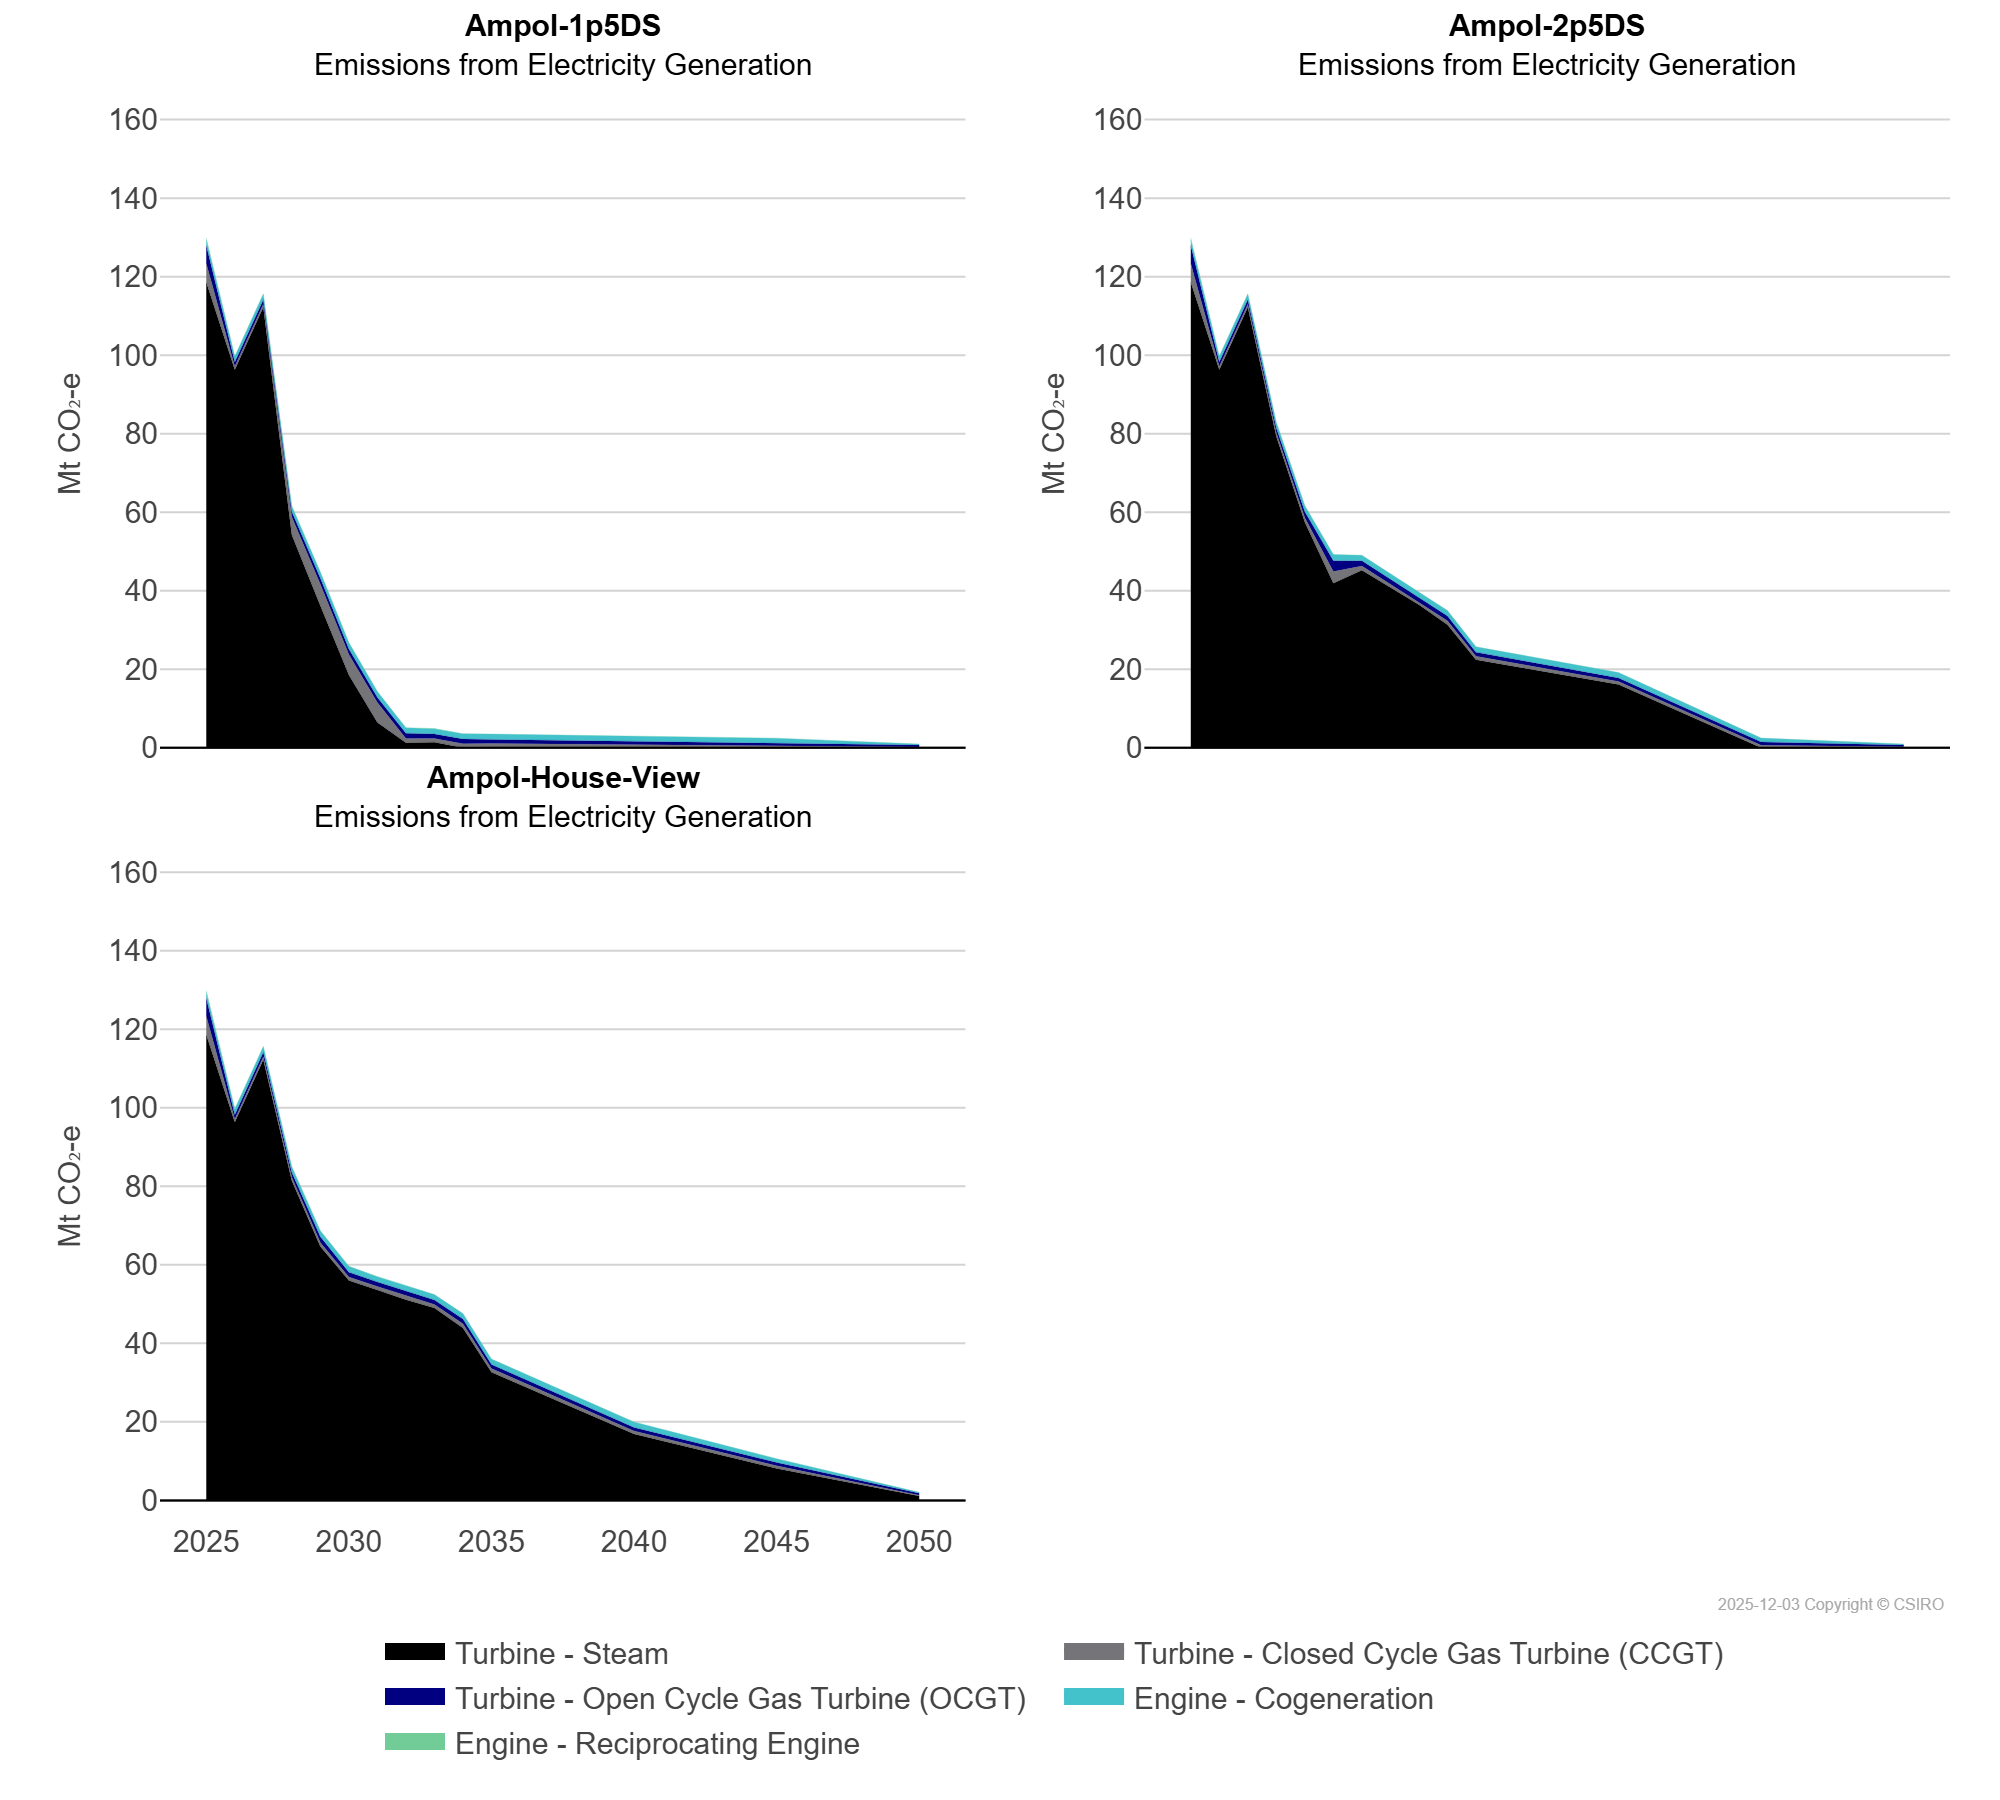 Ampol-1p5DS
Emissions from Electricity Generation
160
140
120
100
80
60
40
20
0
Mt CO₂-e
Ampol-2p5DS
Emissions from Electricity Generation
160
140
120
100
80
60
40
20
0
Mt CO₂-e
Ampol-House-View
Emissions from Electricity Generation
160
140
120
100
80
60
40
20
0
Mt CO₂-e
2025 2030 2035 2040 2045 2050
2025-12-03 Copyright © CSIRO
Turbine - Steam
Turbine - Closed Cycle Gas Turbine (CCGT)
Turbine - Open Cycle Gas Turbine (OCGT)
Engine - Cogeneration
Engine - Reciprocating Engine